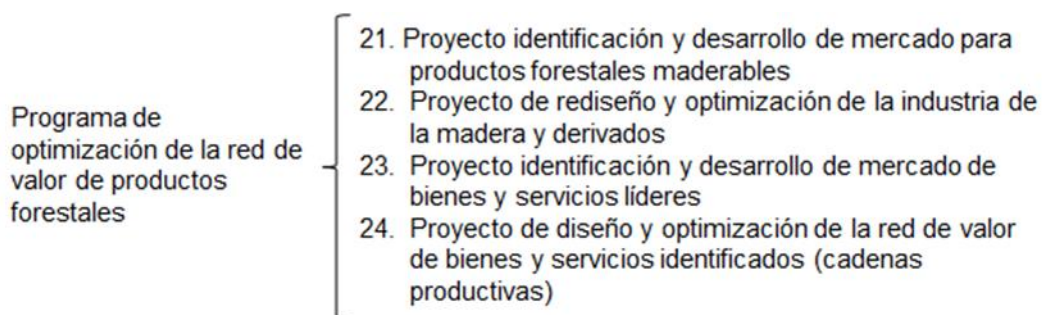 Programa de
optimización de la red de
valor de productos
forestales
21. Proyecto identificación y desarrollo de mercado para
productos forestales maderables
22. Proyecto de rediseño y optimización de la industria de
la madera y derivados
23. Proyecto identificación y desarrollo de mercado de
bienes y servicios líderes
24. Proyecto de diseño y optimización de la red de valor
de bienes y servicios identificados (cadenas
productivas)